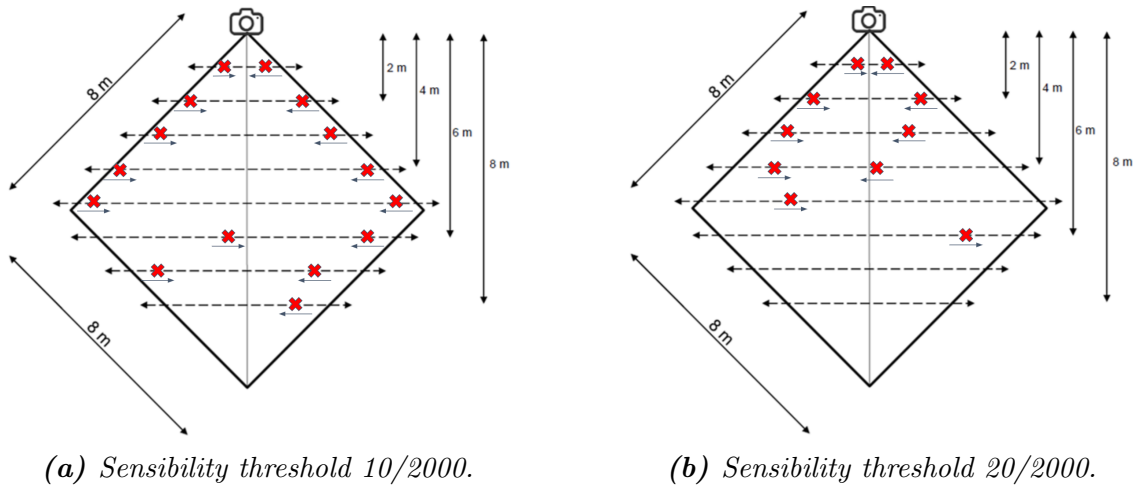 8 m
2 m
4 m
6 m
8 m
8 m
8 m
2 m
4 m
6 m
8 m
8 m
(a) Sensibility threshold 10/2000.
(b) Sensibility threshold 20/2000.